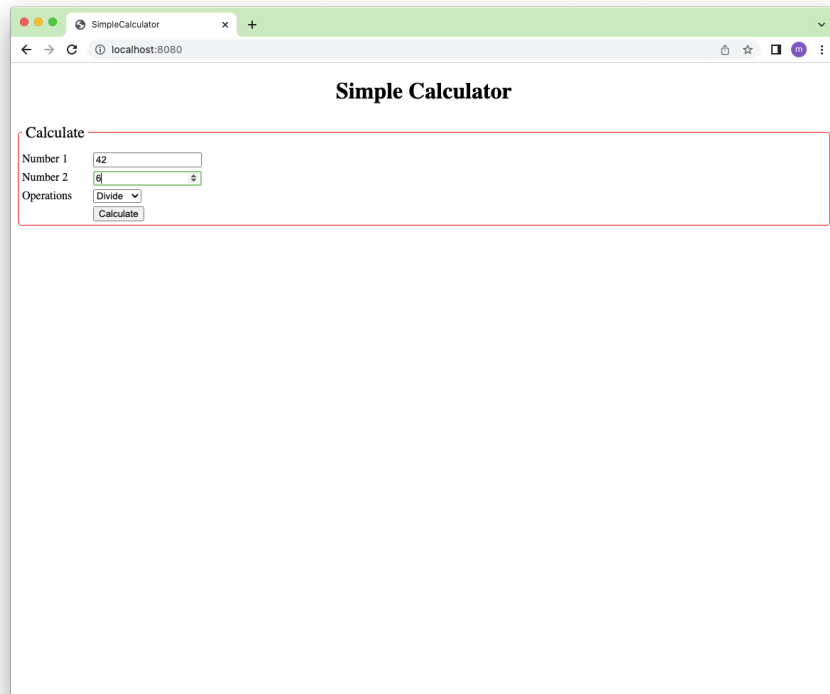 SimpleCalculator
localhost:8080
m
Simple Calculator
Calculate
Number 1 42
Number 2 6
Operations Divide
Calculate